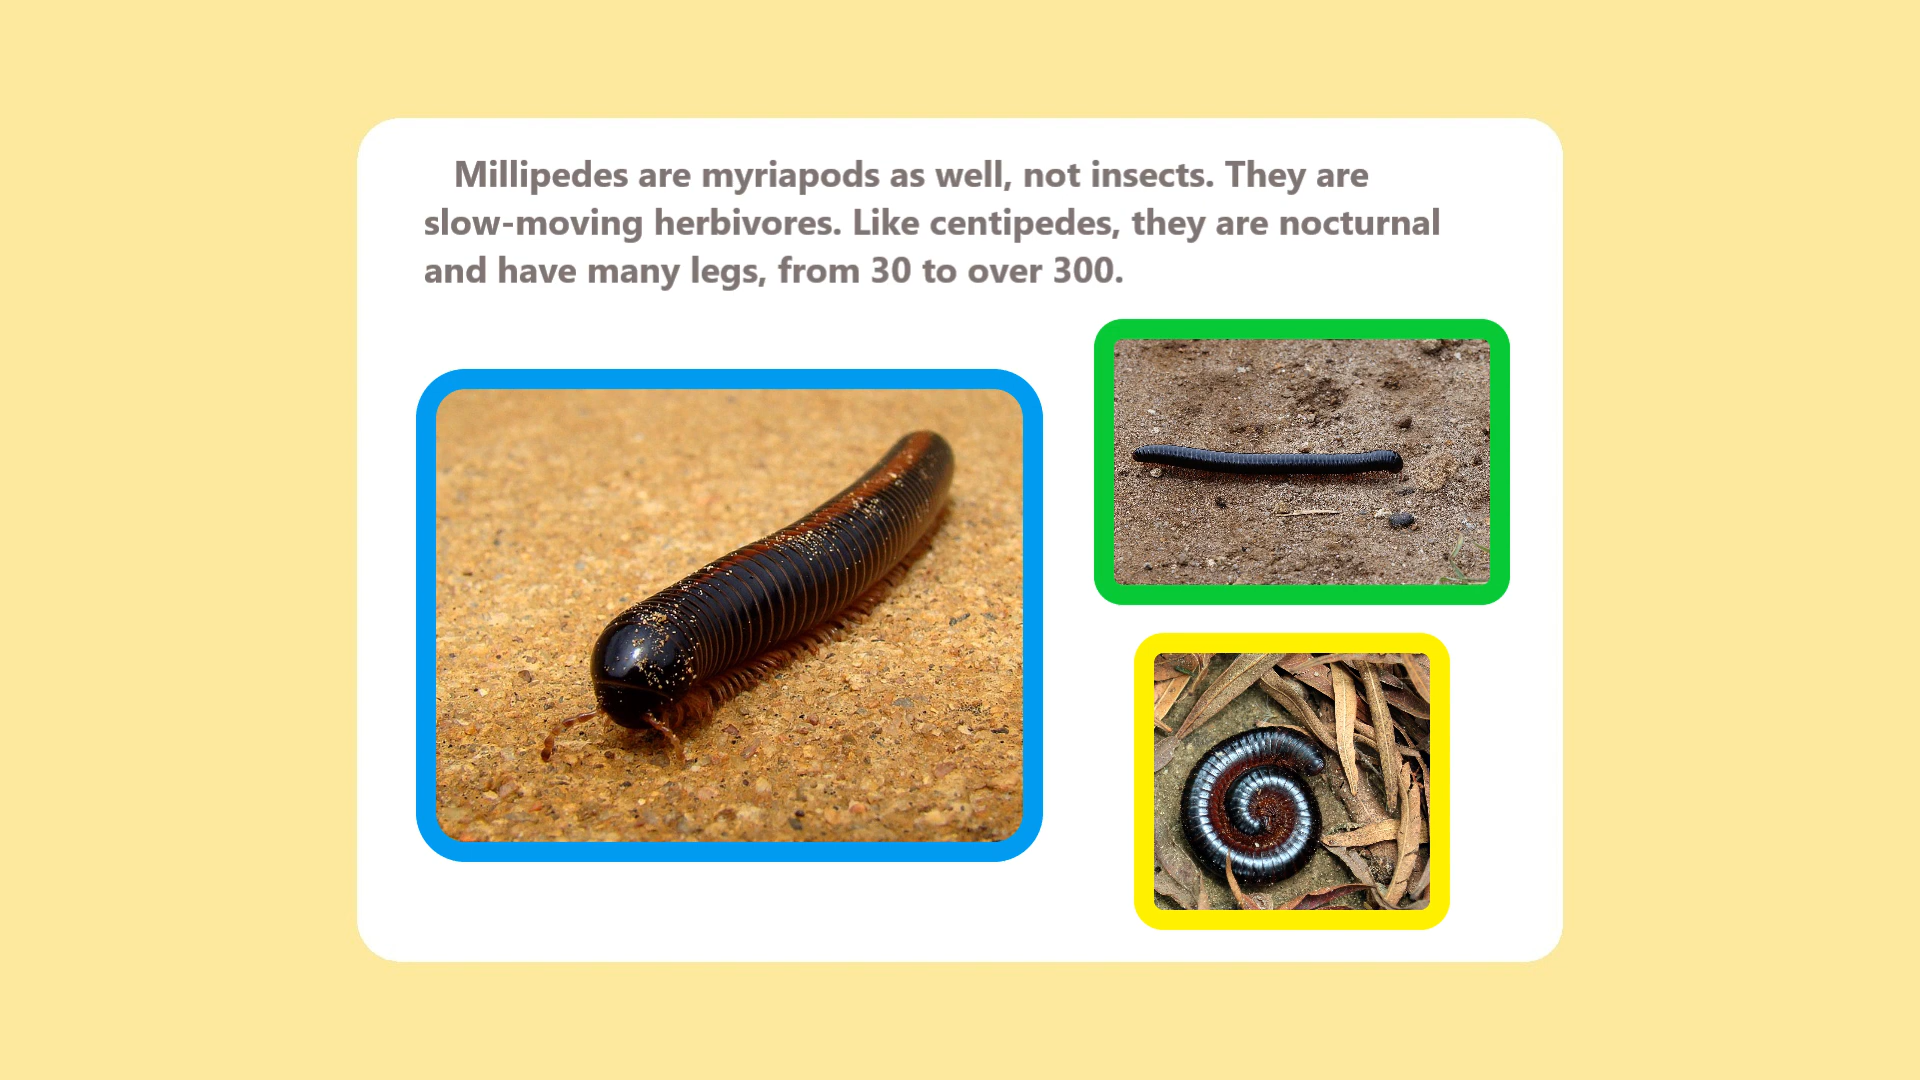 Millipedes are myriapods as well, not insects. They are
slow-moving herbivores. Like centipedes, they are nocturnal
and have many legs, from 30 to over 300.